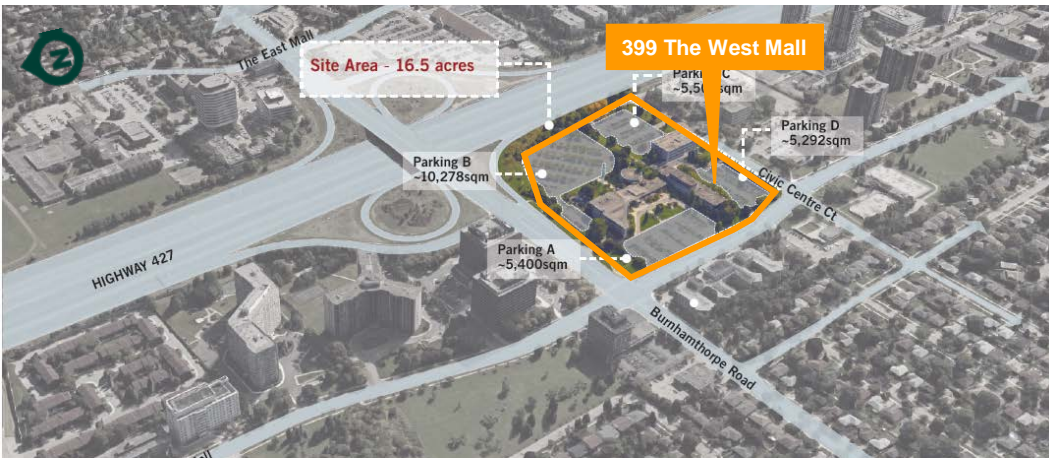 N
The East Mall
Site Area - 16.5 acres
399 The West Mall
Parking D
~5,292sqm
Parking B
~10,278sqm
Civic Centre Ct
Parking A
~5,400sqm
HIGHWAY 427
Burnhamthorpe Road